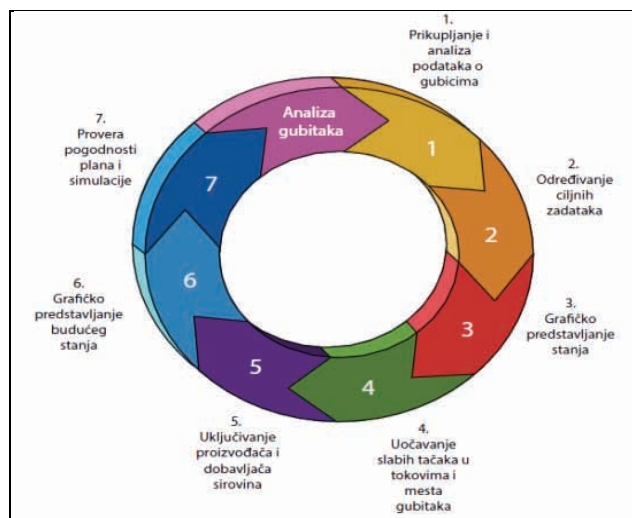 1.
Prikupljanje i
analiza
podataka o
gubicima
Analiza
gubitaka
1
2.
Određivanje
ciljnih
zadataka
2
3.
Grafičko
predstavljanje
stanja
3
4.
Uočavanje
slabih tačaka u
tokovima i
mesta
gubitaka
4
5.
Uključivanje
proizvođača i
dobavljača
sirovina
5
6.
Grafičko
predstavljanje
budućeg
stanja
6
7.
Provera
pogodnosti
plana i
simulacije
7